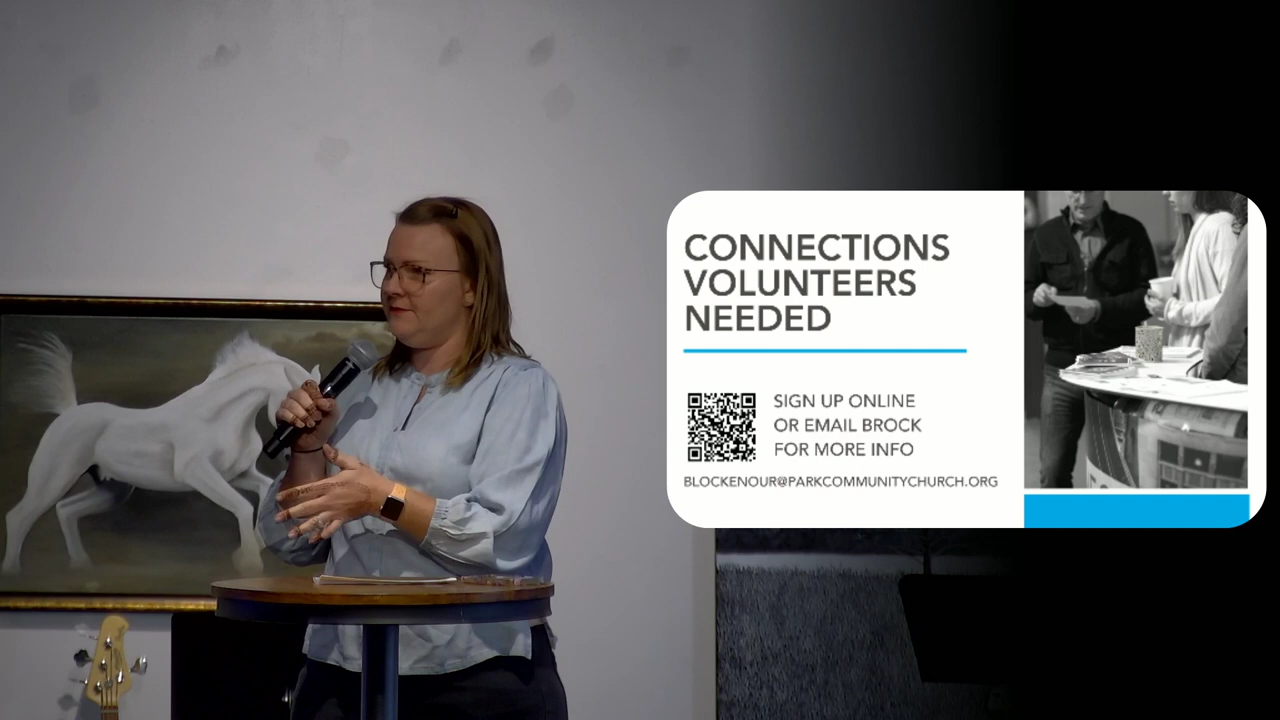 CONNECTIONS
VOLUNTEERS
NEEDED
SIGN UP ONLINE
OR EMAIL BROCK
FOR MORE INFO
BLOCKENOUR@PARKCOMMUNITYCHURCH.ORG